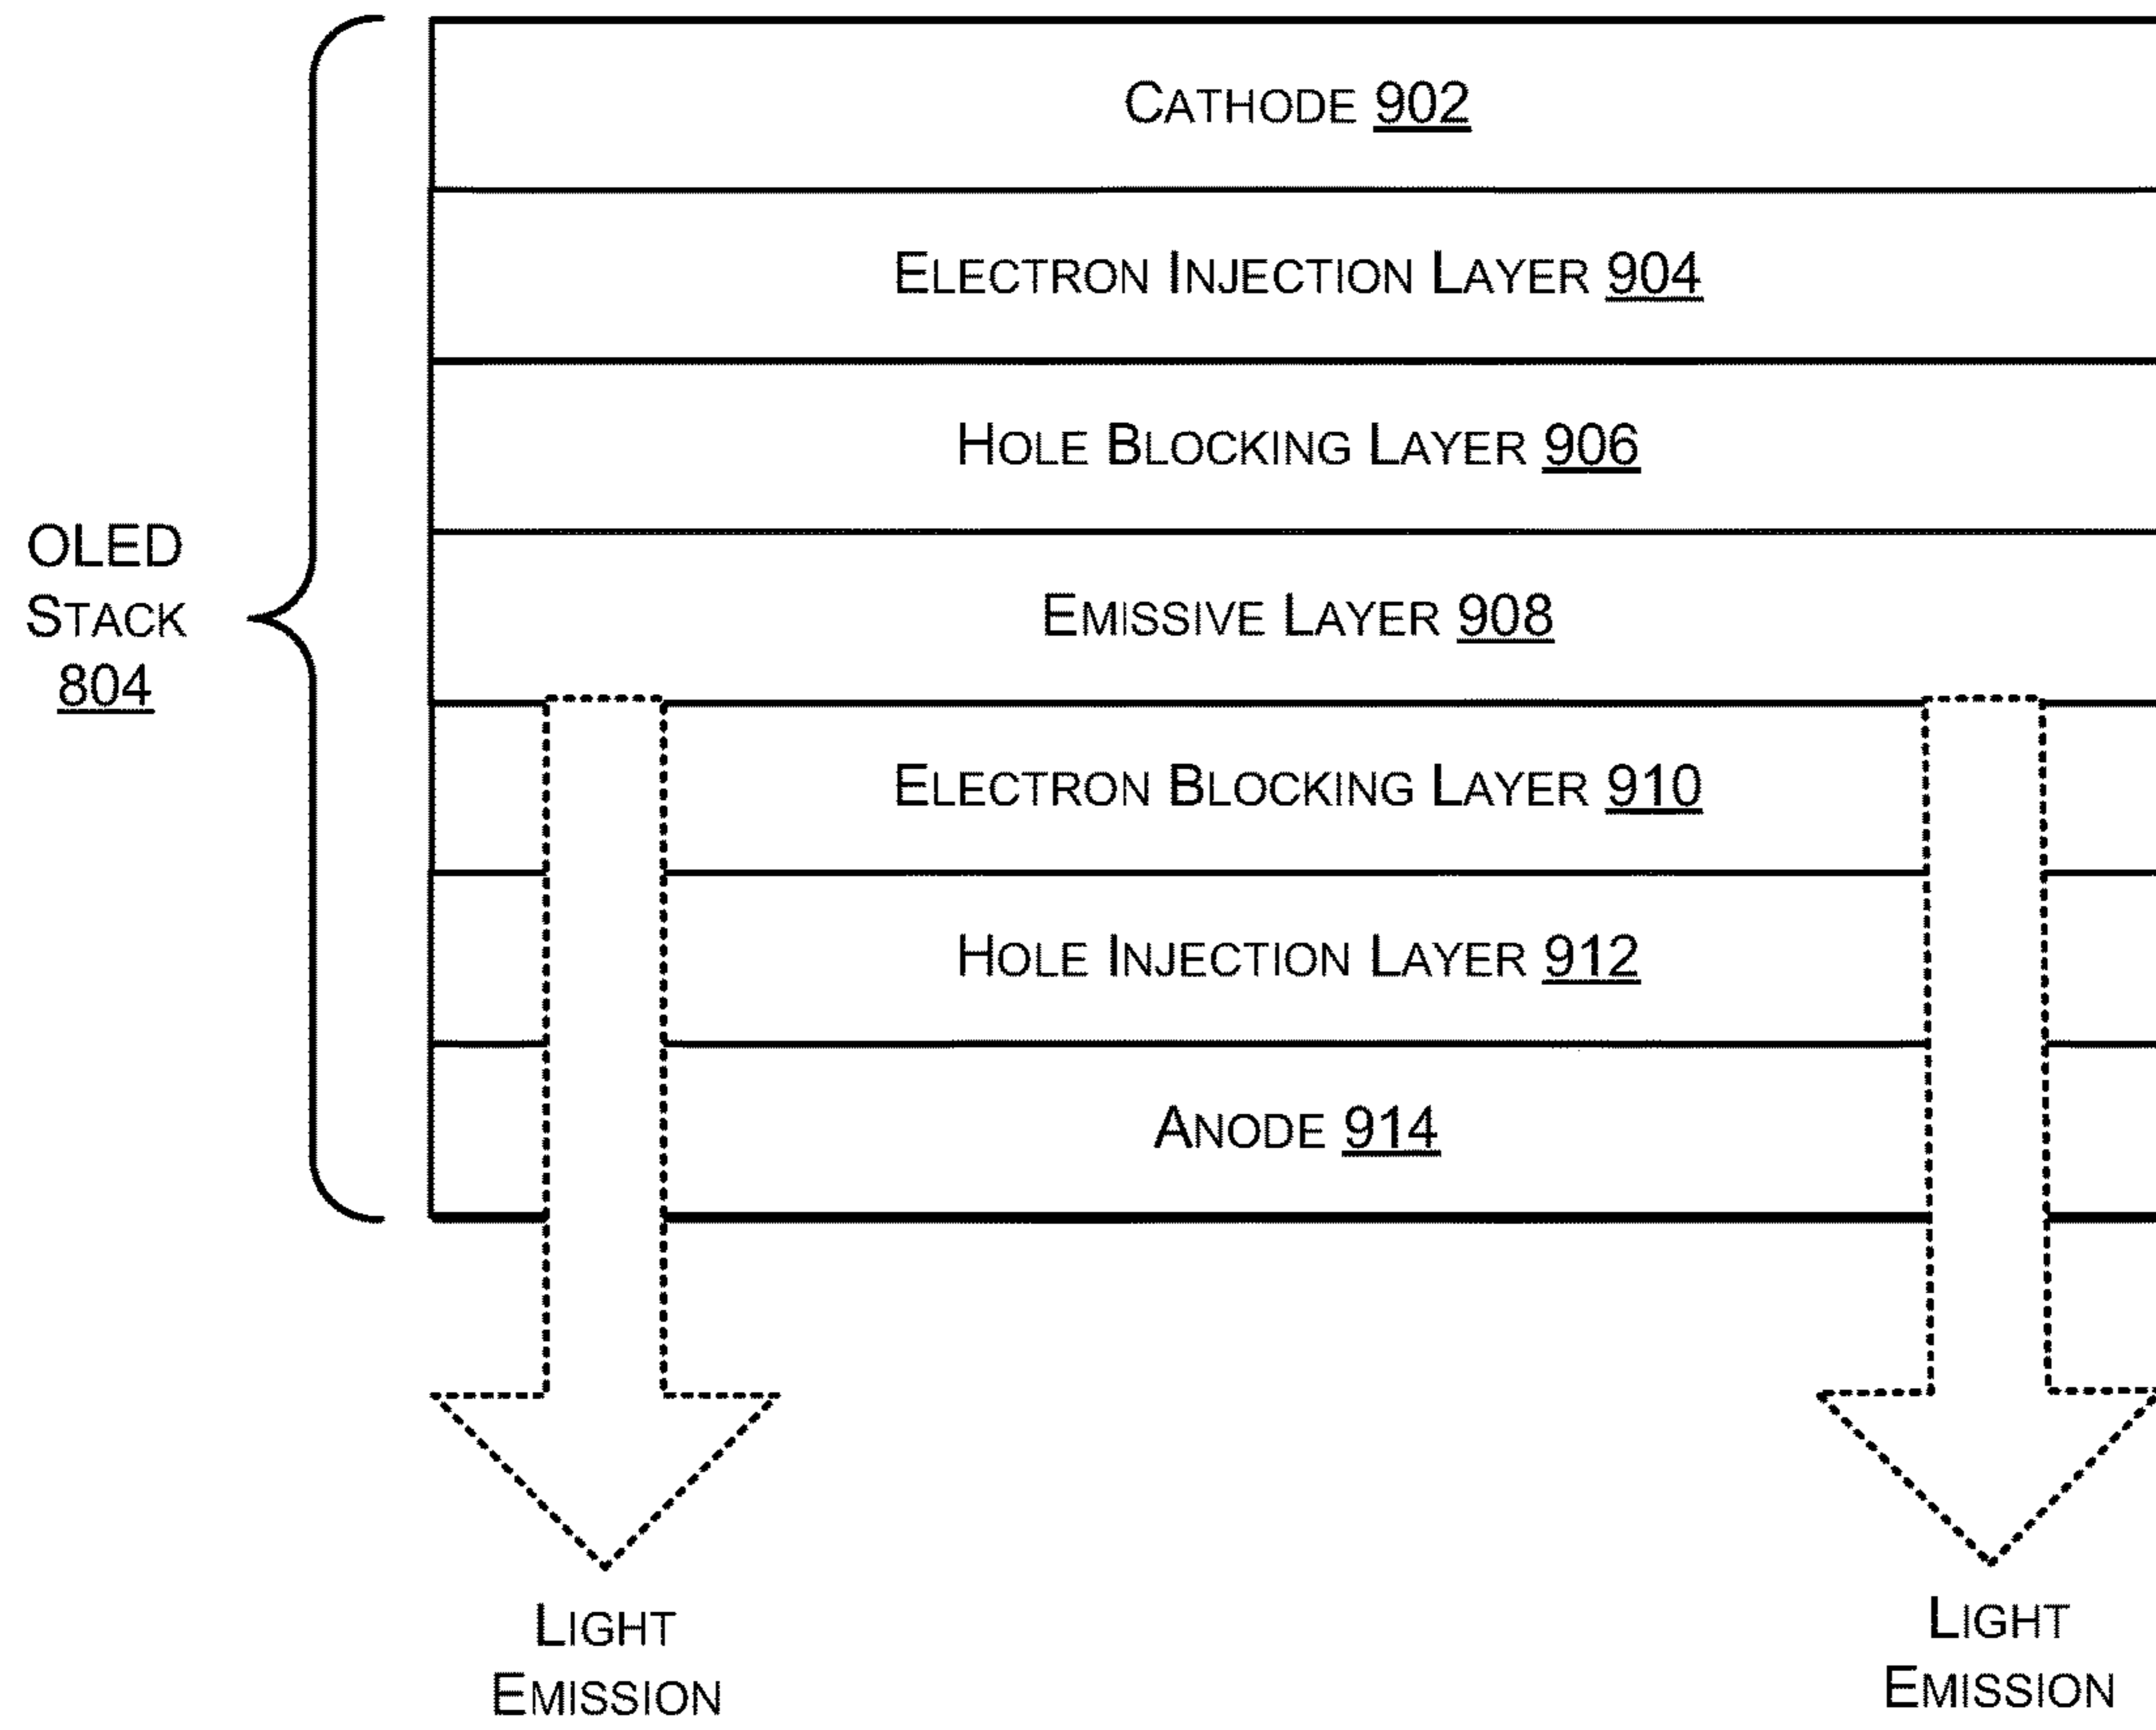 CATHODE 902
ELECTRON INJECTION LAYER 904
HOLE BLOCKING LAYER 906
OLED
STACK
804
EMISSIVE LAYER 908
ELECTRON BLOCKING LAYER 910
HOLE INJECTION LAYER 912
ANODE 914
LIGHT
EMISSION
LIGHT
EMISSION